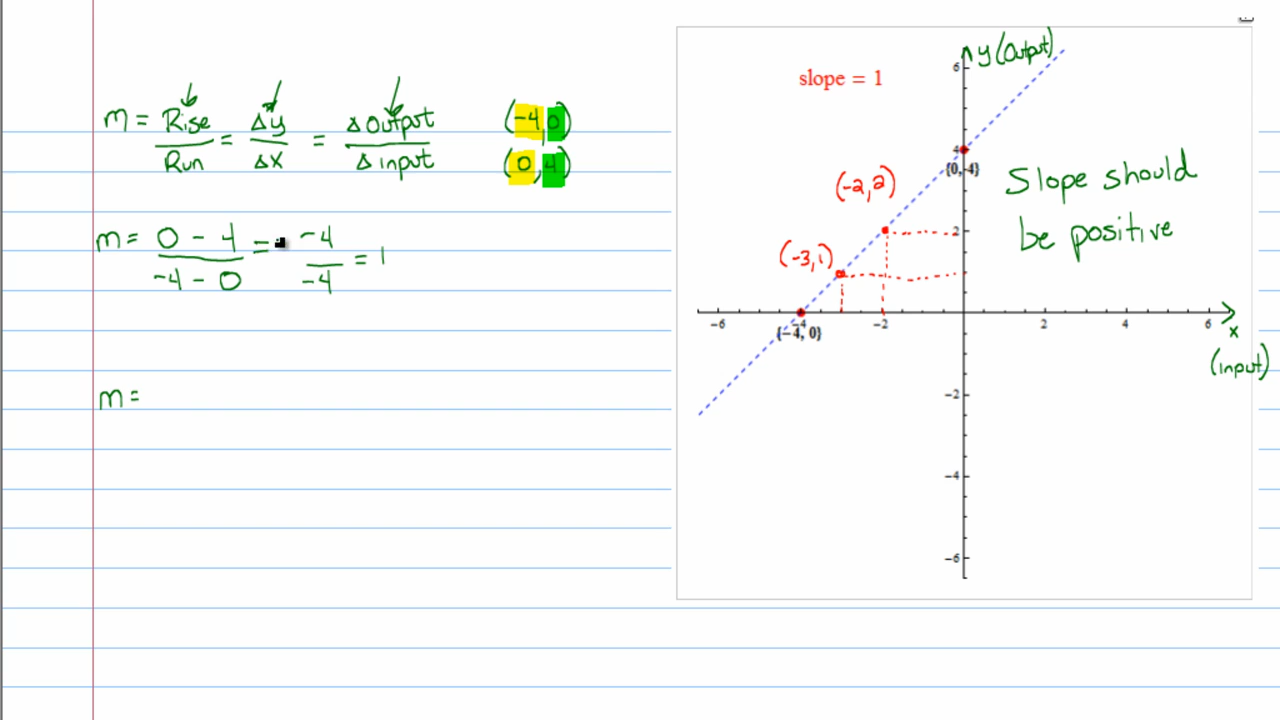 m = Rise/Run = Δy/Δx = Δ Output/Δ input
(-4, 0)
(0, 4)
m = 0 - 4/-4 - 0 = -4/-4 = 1
m =
slope = 1
y (Output)
6
4
{0, 4}
Slope should
be positive
(-2, 2)
2
(-3, 1)
-6 -4 -2 2 4 6
{-4, 0}
x
(input)
-2
-4
-6